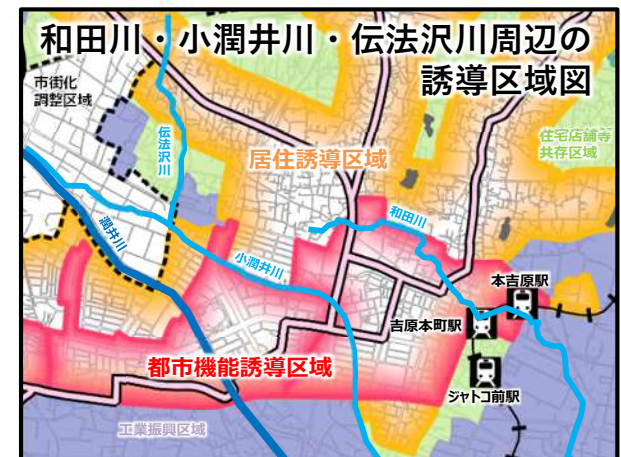 和田川・小潤井川・伝法沢川周辺の
誘導区域図
市街化
調整区域
伝法沢川
住宅店舗等
共存区域
居住誘導区域
和田川
潤井川
小潤井川
本吉原駅
吉原本町駅
都市機能誘導区域
ジャトコ前駅
工業振興区域